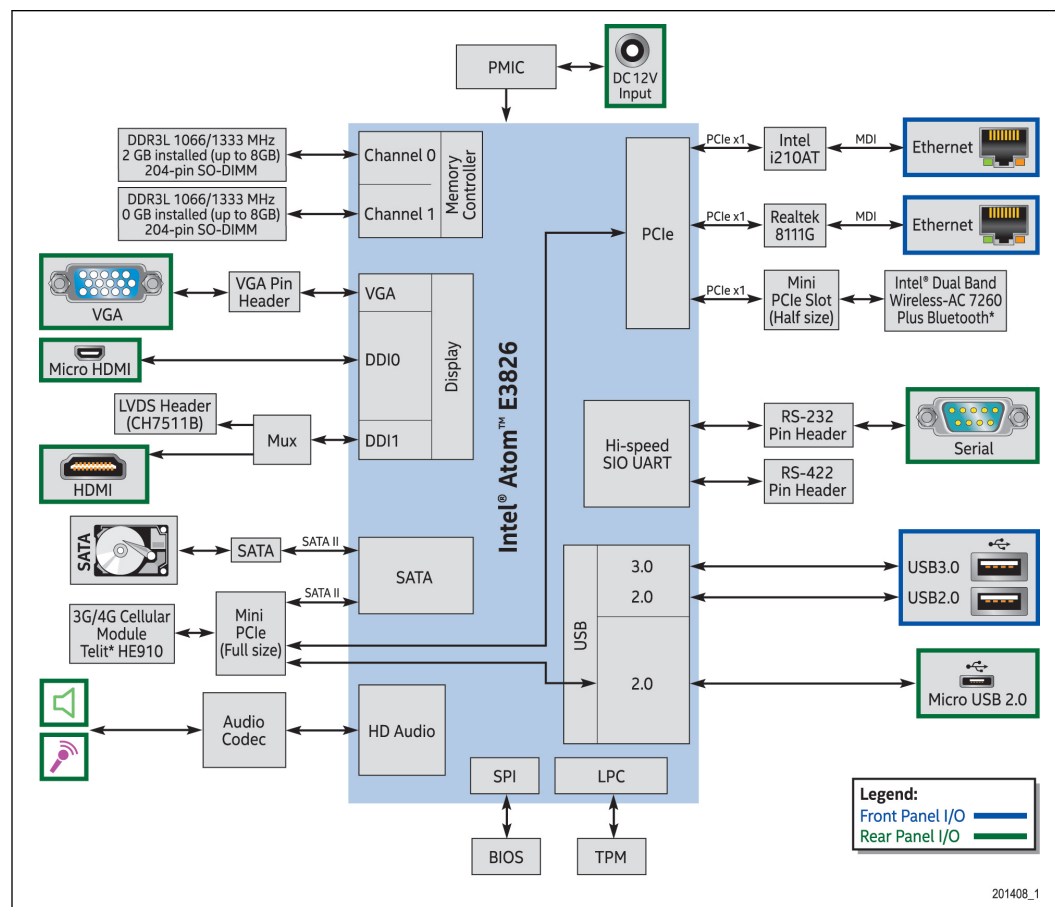 PMIC
DC 12V
Input
DDR3L 1066/1333 MHz
2 GB installed (up to 8GB)
204-pin SO-DIMM
DDR3L 1066/1333 MHz
0 GB installed (up to 8GB)
204-pin SO-DIMM
Channel 0
Channel 1
Memory
Controller
VGA
VGA Pin
Header
VGA
Micro HDMI
DDI0
Display
LVDS Header
(CH7511B)
Mux
DDI1
HDMI
Intel® Atom™ E3826
SATA
SATA
SATA II
SATA
SATA II
3G/4G Cellular
Module
Telit* HE910
Mini
PCIe
(Full size)
Audio
Codec
HD Audio
SPI
BIOS
LPC
TPM
PCIe
PCIe x1
Intel
i210AT
MDI
Ethernet
PCIe x1
Realtek
8111G
MDI
Ethernet
PCIe x1
Mini
PCIe Slot
(Half size)
Intel® Dual Band
Wireless-AC 7260
Plus Bluetooth*
Hi-speed
SIO UART
RS-232
Pin Header
Serial
RS-422
Pin Header
USB
3.0
2.0
2.0
USB3.0
USB2.0
Micro USB 2.0
Legend:
Front Panel I/O
Rear Panel I/O
201408_1